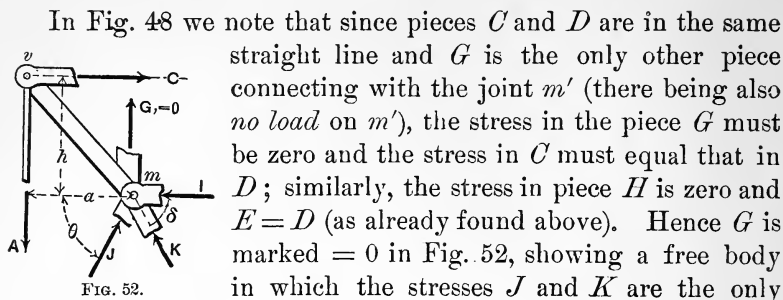 In Fig. 48 we note that since pieces C and D are in the same
straight line and G is the only other piece
connecting with the joint m′ (there being also
no load on m′), the stress in the piece G must
be zero and the stress in C must equal that in
D; similarly, the stress in piece H is zero and
E = D (as already found above). Hence G is
marked = 0 in Fig. 52, showing a free body
in which the stresses J and K are the only
v
C
G,=0
h
m
a
I
δ
θ
A
J
K
FIG. 52.